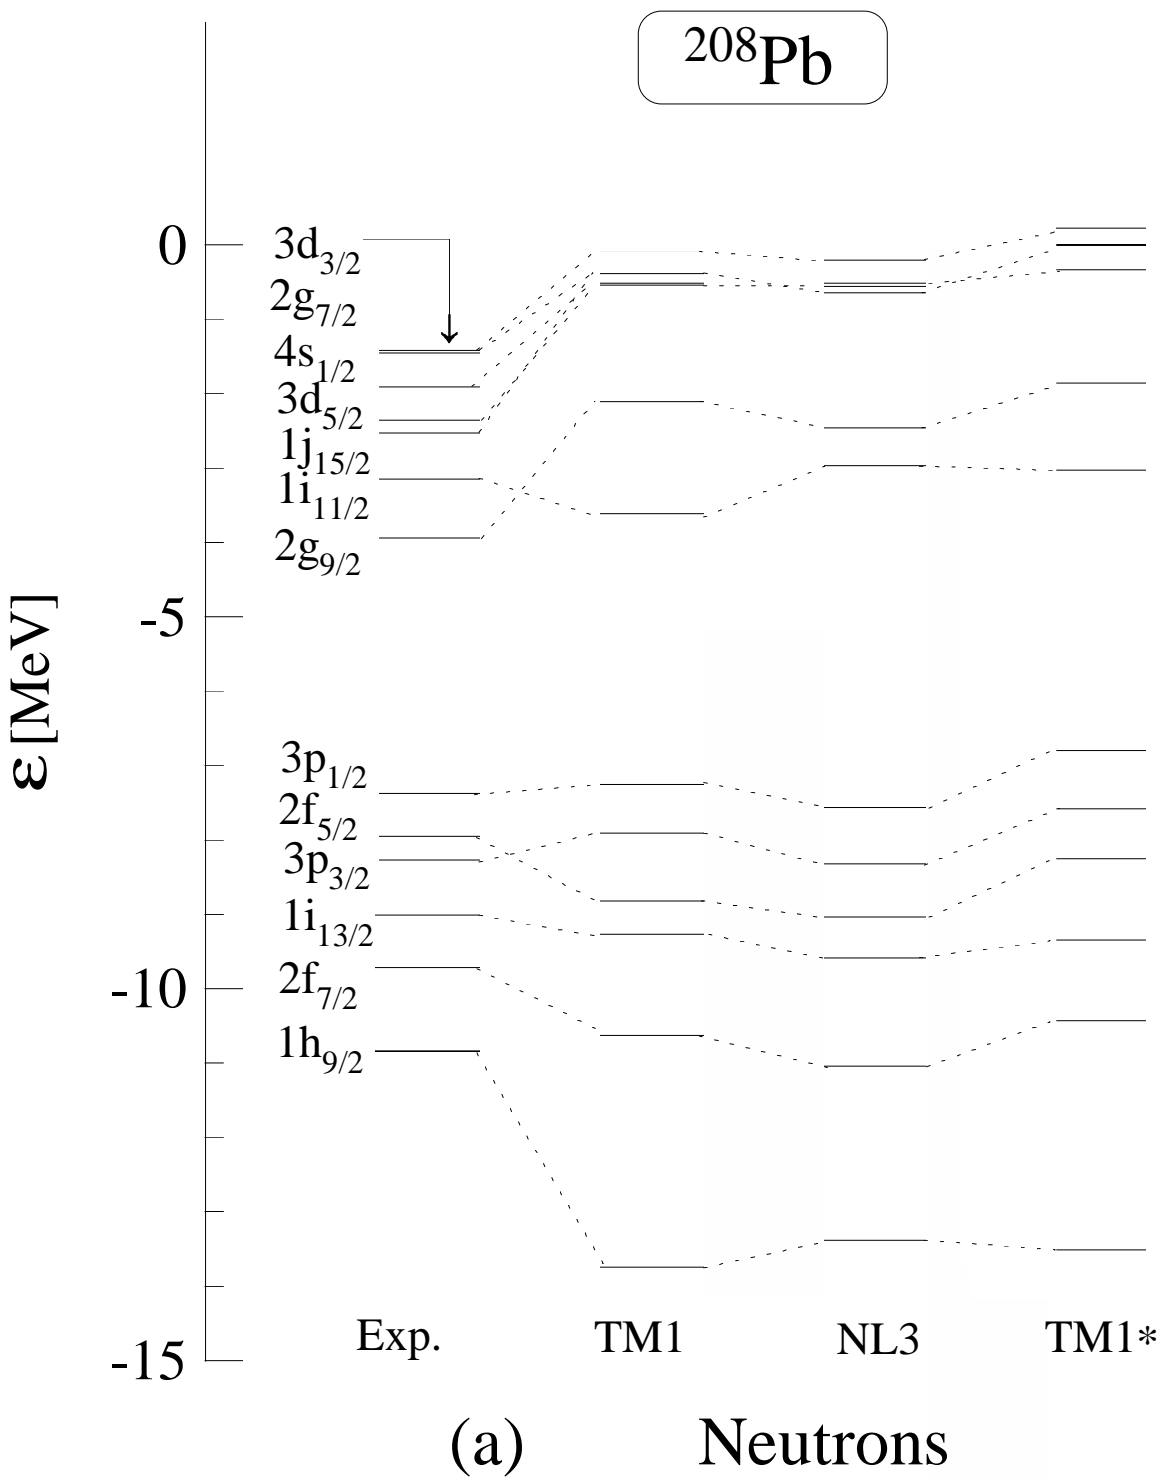 ²⁰⁸Pb
0
-5
-10
-15
ε [MeV]
3d₃/₂
2g₇/₂
4s₁/₂
3d₅/₂
1j₁₅/₂
1i₁₁/₂
2g₉/₂
3p₁/₂
2f₅/₂
3p₃/₂
1i₁₃/₂
2f₇/₂
1h₉/₂
Exp. TM1 NL3 TM1*
(a) Neutrons